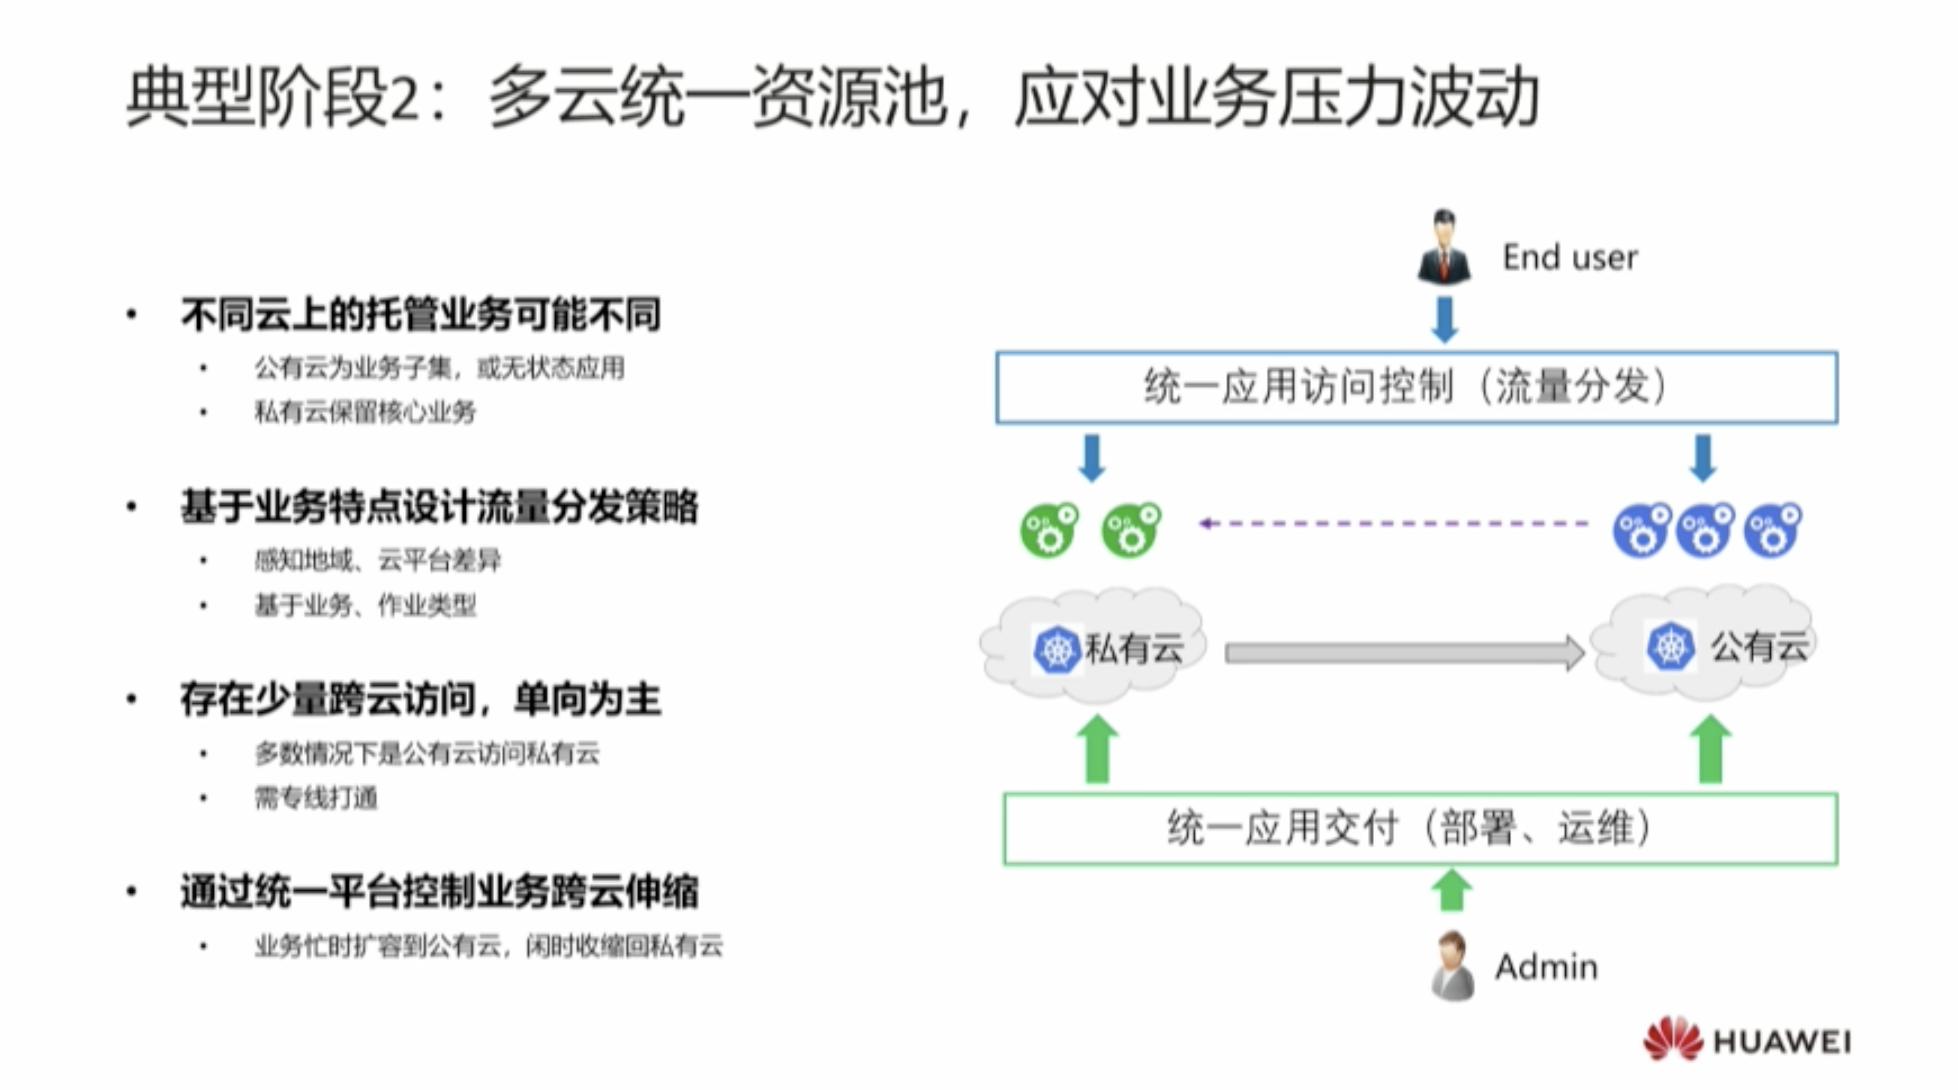 典型阶段2：多云统一资源池，应对业务压力波动
• 不同云上的托管业务可能不同
• 公有云为业务子集，或无状态应用
• 私有云保留核心业务
• 基于业务特点设计流量分发策略
• 感知地域、云平台差异
• 基于业务、作业类型
• 存在少量跨云访问，单向为主
• 多数情况下是公有云访问私有云
• 需专线打通
• 通过统一平台控制业务跨云伸缩
• 业务忙时扩容到公有云，闲时收缩回私有云
End user
统一应用访问控制（流量分发）
私有云
公有云
统一应用交付（部署、运维）
Admin
HUAWEI